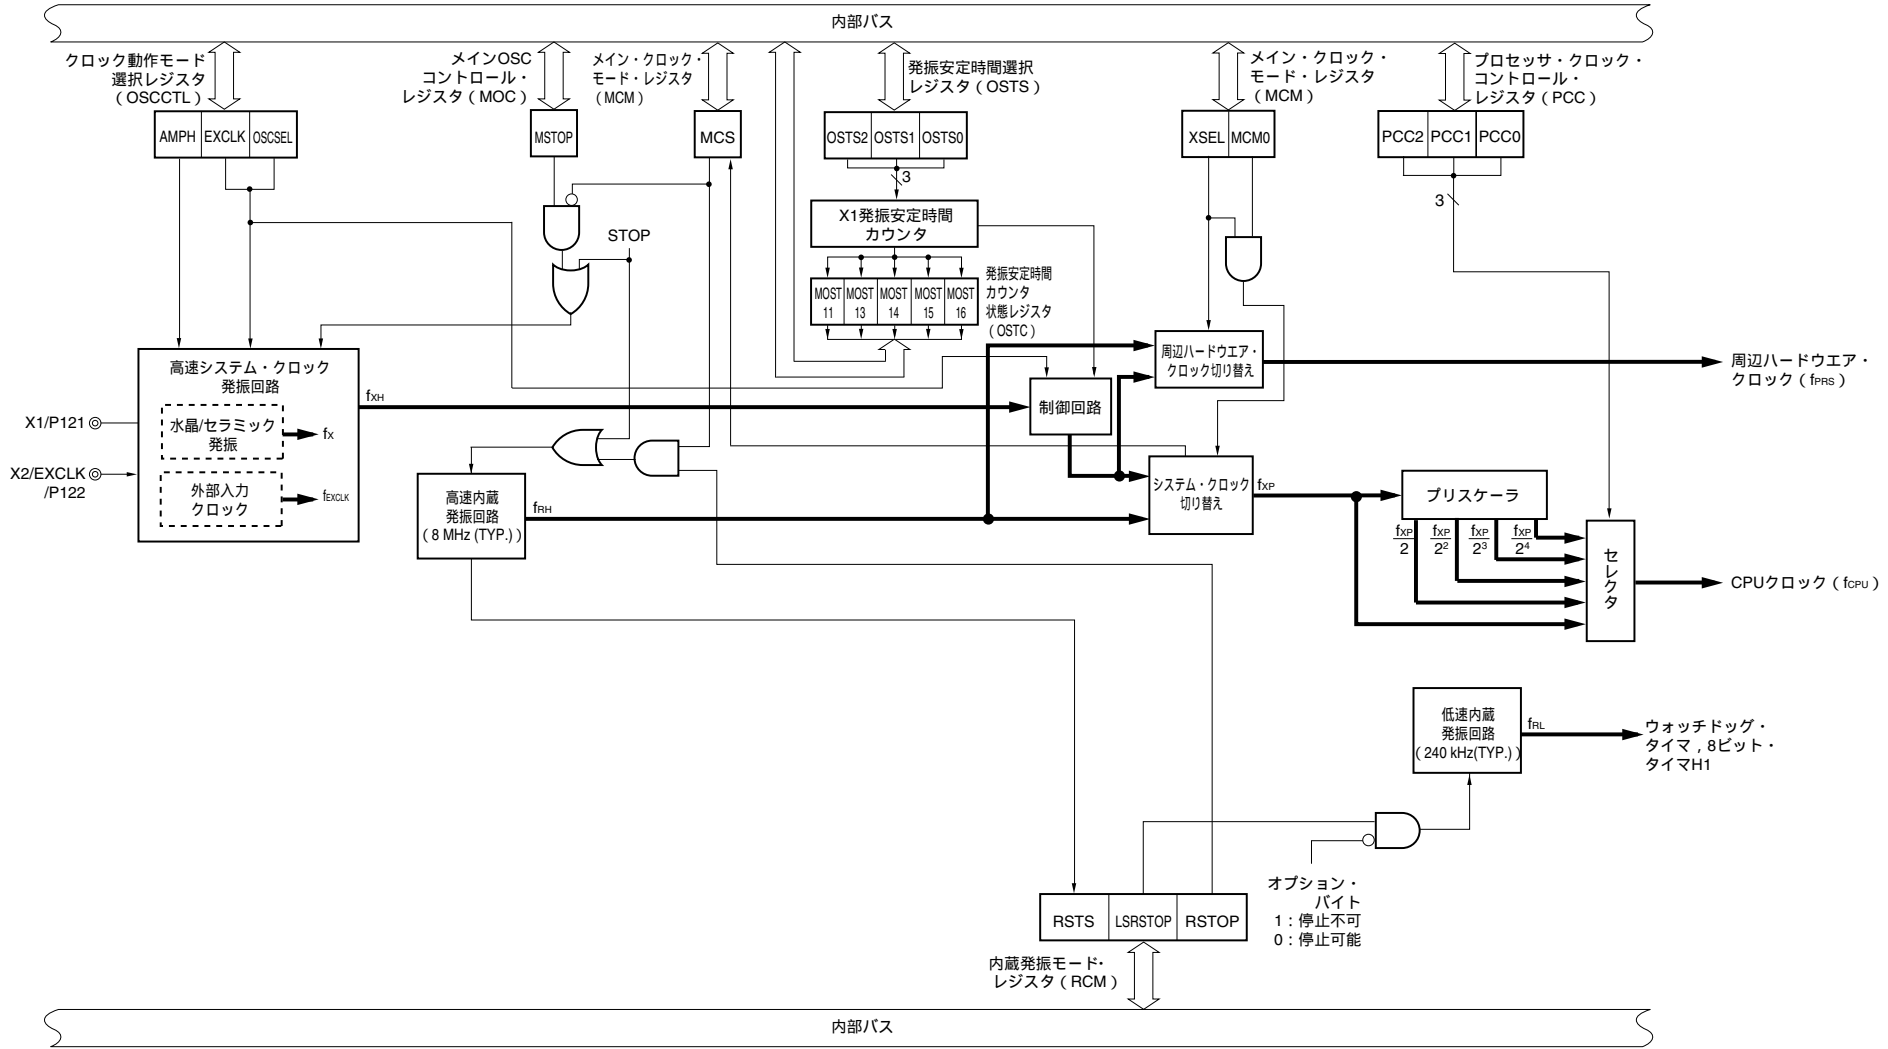 内部バス
クロック動作モード
選択レジスタ
(OSCCTL)
メインOSC
コントロール・
レジスタ(MOC)
メイン・クロック・
モード・レジスタ
(MCM)
発振安定時間選択
レジスタ(OSTS)
メイン・クロック・
モード・レジスタ
(MCM)
プロセッサ・クロック・
コントロール・
レジスタ(PCC)
AMPH EXCLK OSCSEL
MSTOP
MCS
OSTS2 OSTS1 OSTS0
XSEL MCM0
PCC2 PCC1 PCC0
3
3
X1発振安定時間
カウンタ
STOP
MOST
11
MOST
13
MOST
14
MOST
15
MOST
16
発振安定時間
カウンタ
状態レジスタ
(OSTC)
高速システム・クロック
発振回路
水晶/セラミック
発振
fX
外部入力
クロック
fEXCLK
X1/P121
X2/EXCLK
/P122
fXH
制御回路
周辺ハードウエア・
クロック切り替え
周辺ハードウエア・
クロック(fPRS)
高速内蔵
発振回路
(8 MHz (TYP.))
fRH
システム・クロック
切り替え
fXP
プリスケーラ
fXP
2
fXP
2²
fXP
2³
fXP
2⁴
セレクタ
CPUクロック(fCPU)
低速内蔵
発振回路
(240 kHz(TYP.))
fRL
ウォッチドッグ・
タイマ,8ビット・
タイマH1
オプション・
バイト
1:停止不可
0:停止可能
RSTS LSRSTOP RSTOP
内蔵発振モード・
レジスタ(RCM)
内部バス